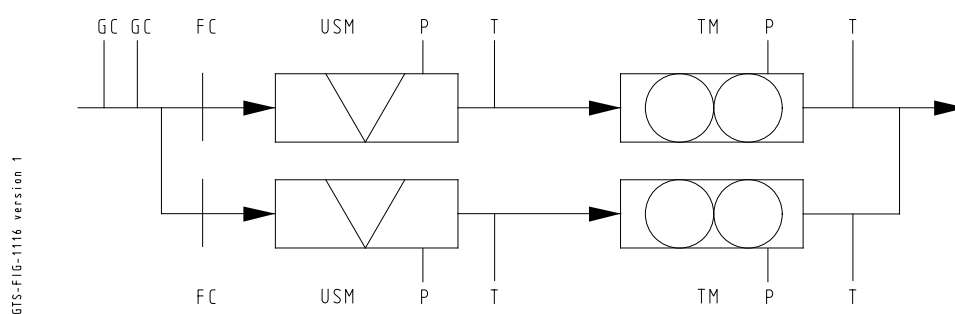 GC GC FC USM P T TM P T
FC USM P T TM P T
GTS-FIG-1116 version 1